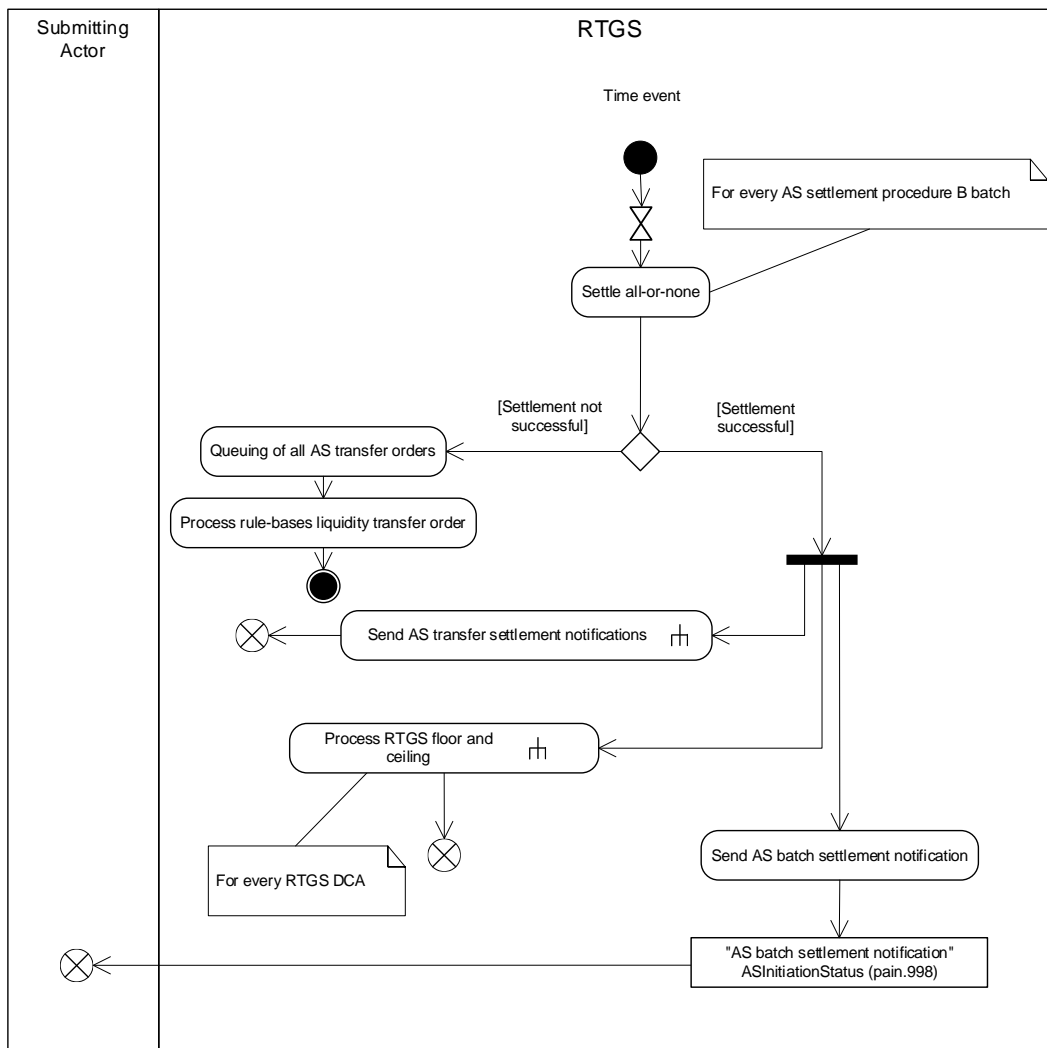 Submitting
Actor
RTGS
Time event
For every AS settlement procedure B batch
Settle all-or-none
[Settlement not
successful]
[Settlement
successful]
Queuing of all AS transfer orders
Process rule-bases liquidity transfer order
Send AS transfer settlement notifications
Process RTGS floor and
ceiling
For every RTGS DCA
Send AS batch settlement notification
"AS batch settlement notification"
ASInitiationStatus (pain.998)